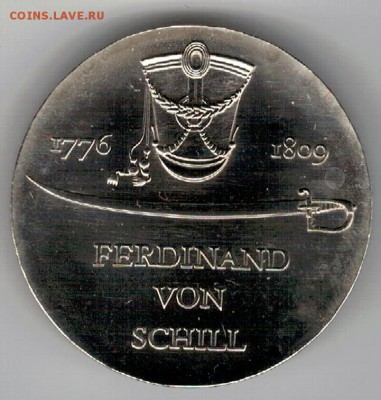 COINS.LAVE.RU
1776 1809
FERDINAND
VON
SCHILL